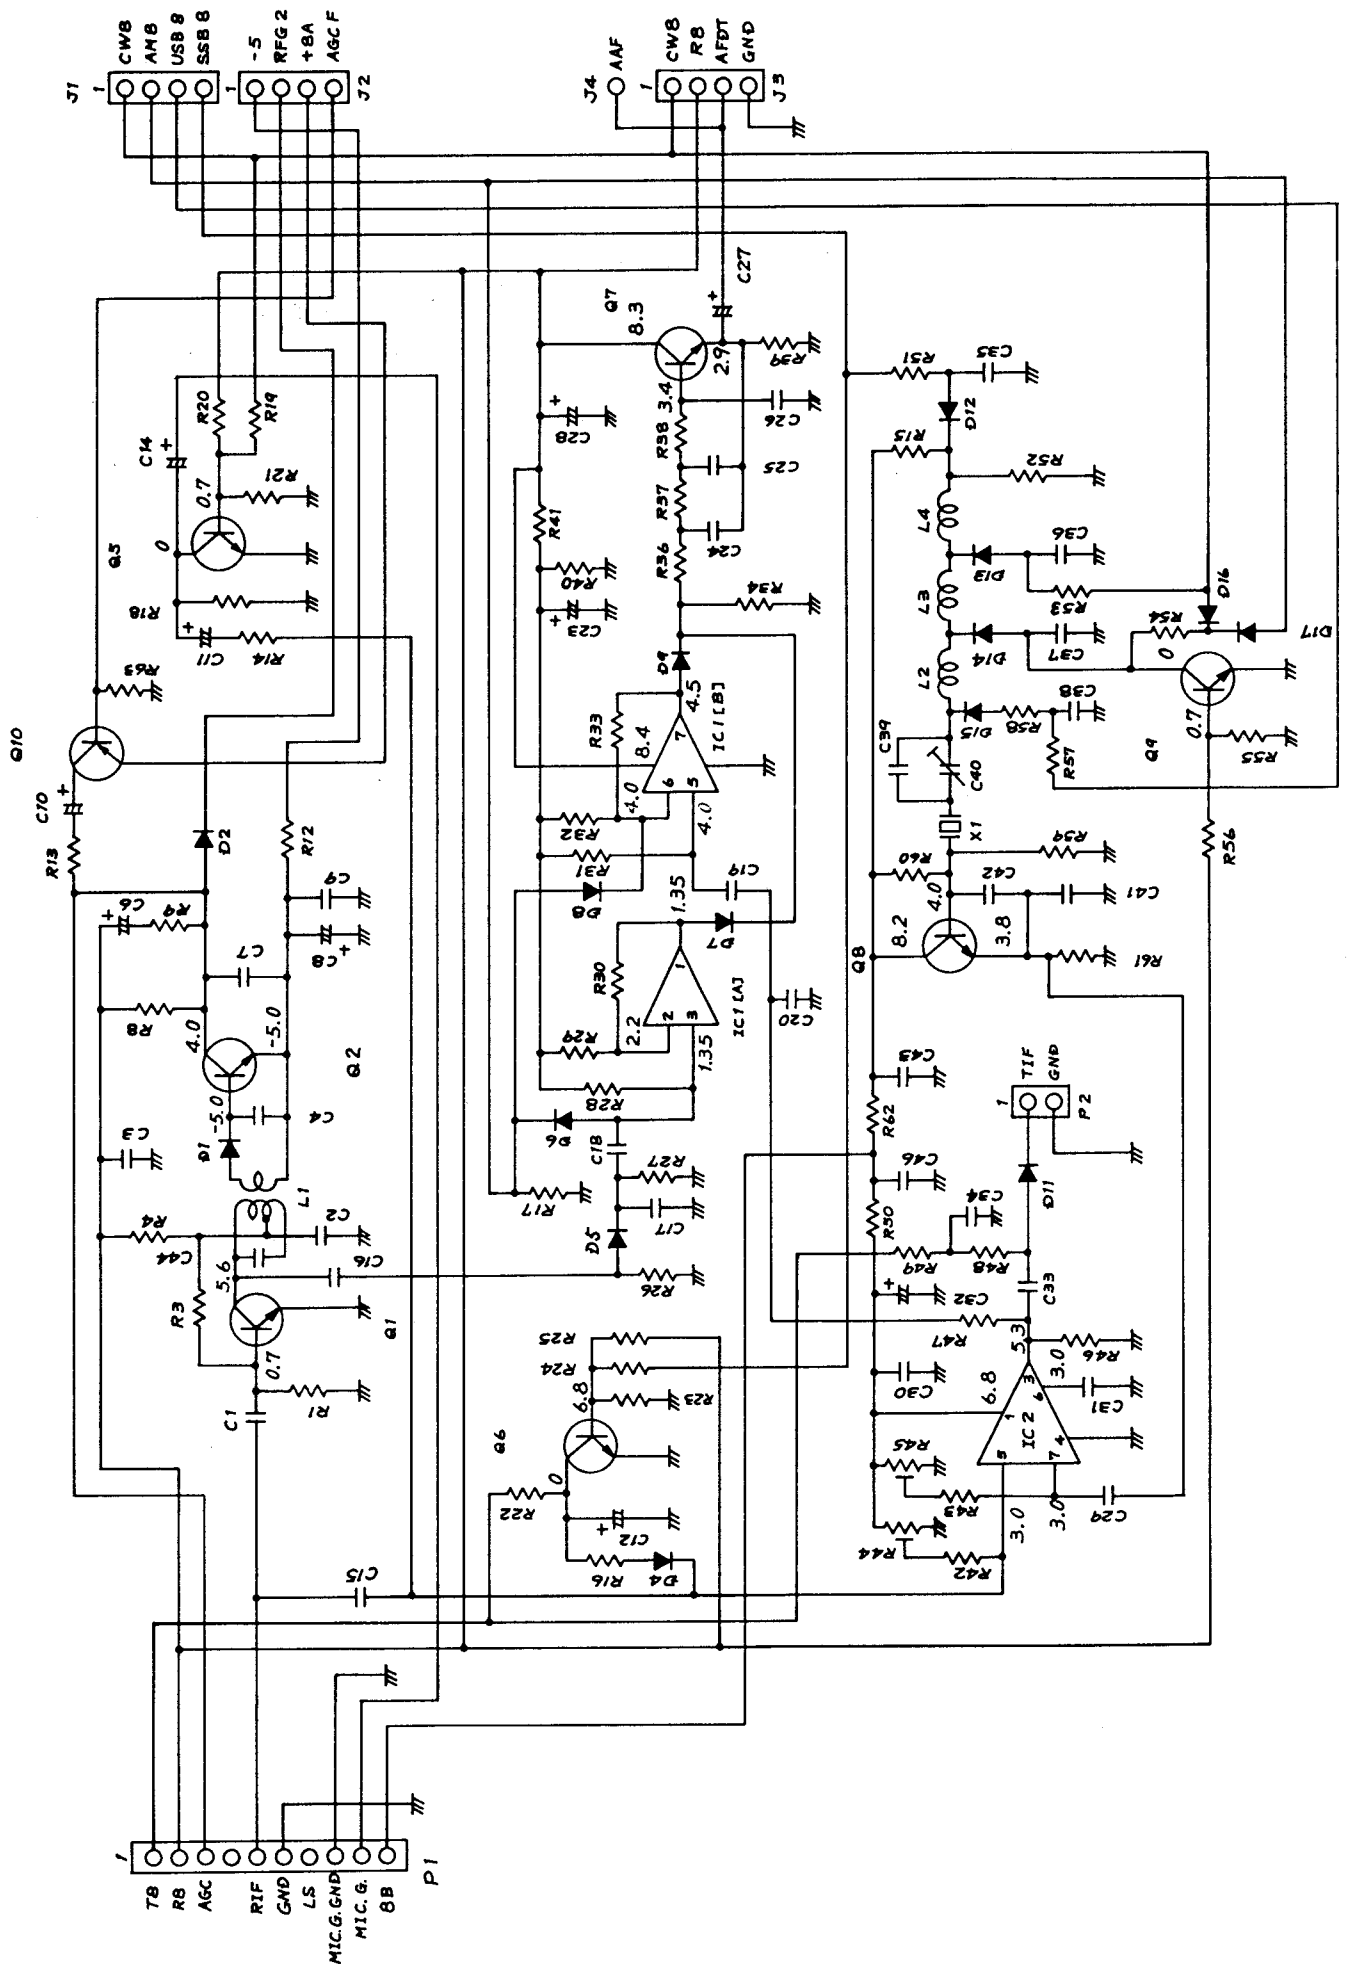 J1
1
CW8
AM8
USB8
SSB8
1
-5
RFG2
+8A
AGCF
J2
J4
AAF
1
CW8
R8
AFDT
GND
J3
Q10
C10
+
R13
R63
Q5
C14
+
0
0.7
R20
R19
R21
R18
+
C11
R14
D2
R12
C9
C8
+
C6
+
R9
C7
R8
4.0
-5.0
Q2
-5.0
D1
C4
C3
L1
R4
C44
C2
C16
5.6
R3
Q1
0.7
R1
C1
Q7
8.3
3.4
2.9
+
C27
R39
C26
R38
C25
R37
C24
R36
R34
+
C28
R41
R40
+
C23
D9
4.5
7
IC1[B]
R33
8.4
4.0
6
5
4.0
R32
R31
D8
C19
1.35
D7
1
IC1[A]
R30
2.2
2
3
1.35
R29
R28
C20
D6
C18
R27
C17
R17
D5
R26
R25
R24
R23
6.8
Q6
0
R22
+
C12
R16
D4
C15
R51
C35
D12
R15
R52
L4
L3
L2
D13
C36
R53
D14
C37
R54
D16
D17
0
Q9
0.7
R55
R56
C39
C40
D15
R58
C38
R57
X1
R60
4.0
C42
R59
C41
8.2
3.8
Q8
R61
C43
R62
C46
R50
1
TIF
GND
P2
D11
C34
R49
R48
C33
+
C32
R47
5.3
3.0
R46
C30
6.8
1
3
6
IC2
5
7
4
C31
R45
R43
3.0
3.0
C29
R44
R42
1
T8
R8
AGC
RIF
GND
LS
MIC.G.GND
MIC.G.
8B
P1